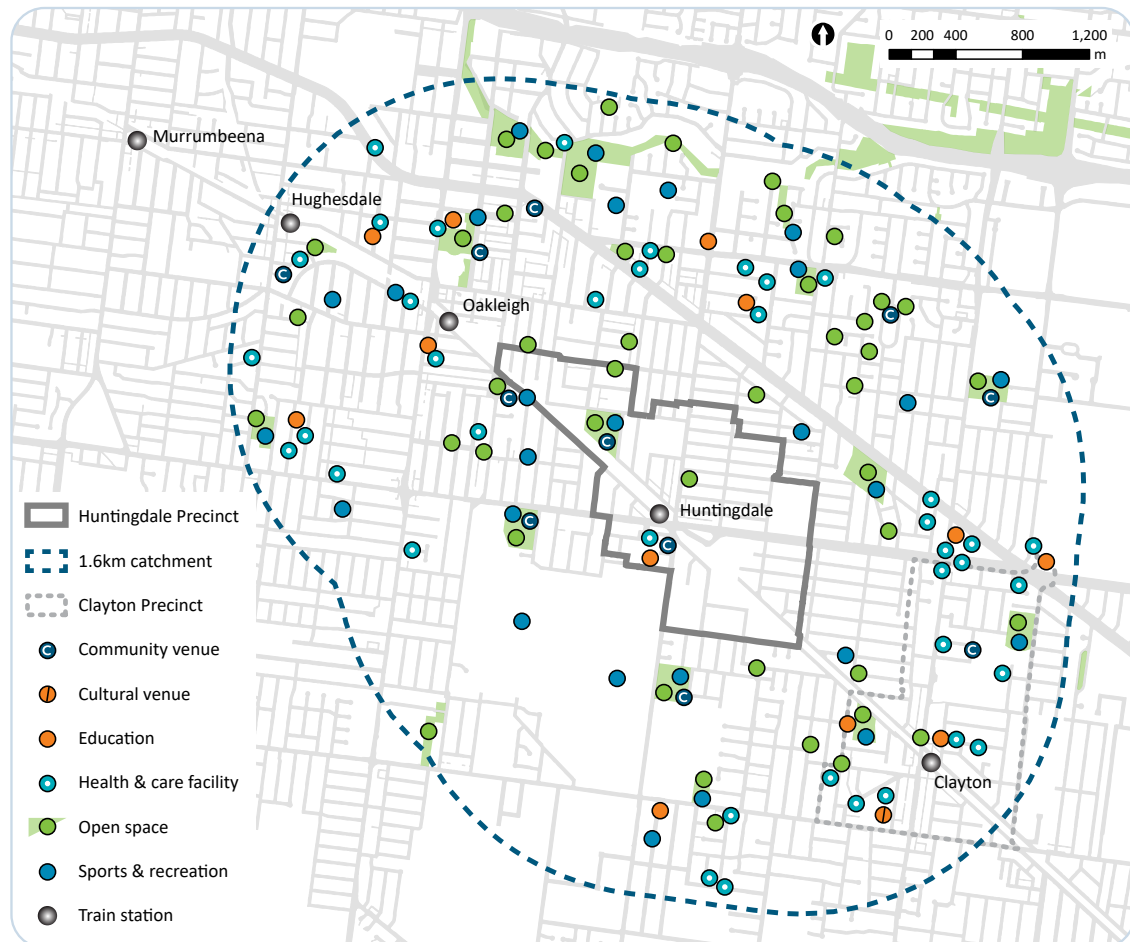 0 200 400 800 1,200
m
Murrumbeena
Hughesdale
Oakleigh
Huntingdale
Clayton
Huntingdale Precinct
1.6km catchment
Clayton Precinct
C Community venue
Cultural venue
Education
Health & care facility
Open space
Sports & recreation
Train station
C
C
C
C
C
C
C
C
C
C
C
C